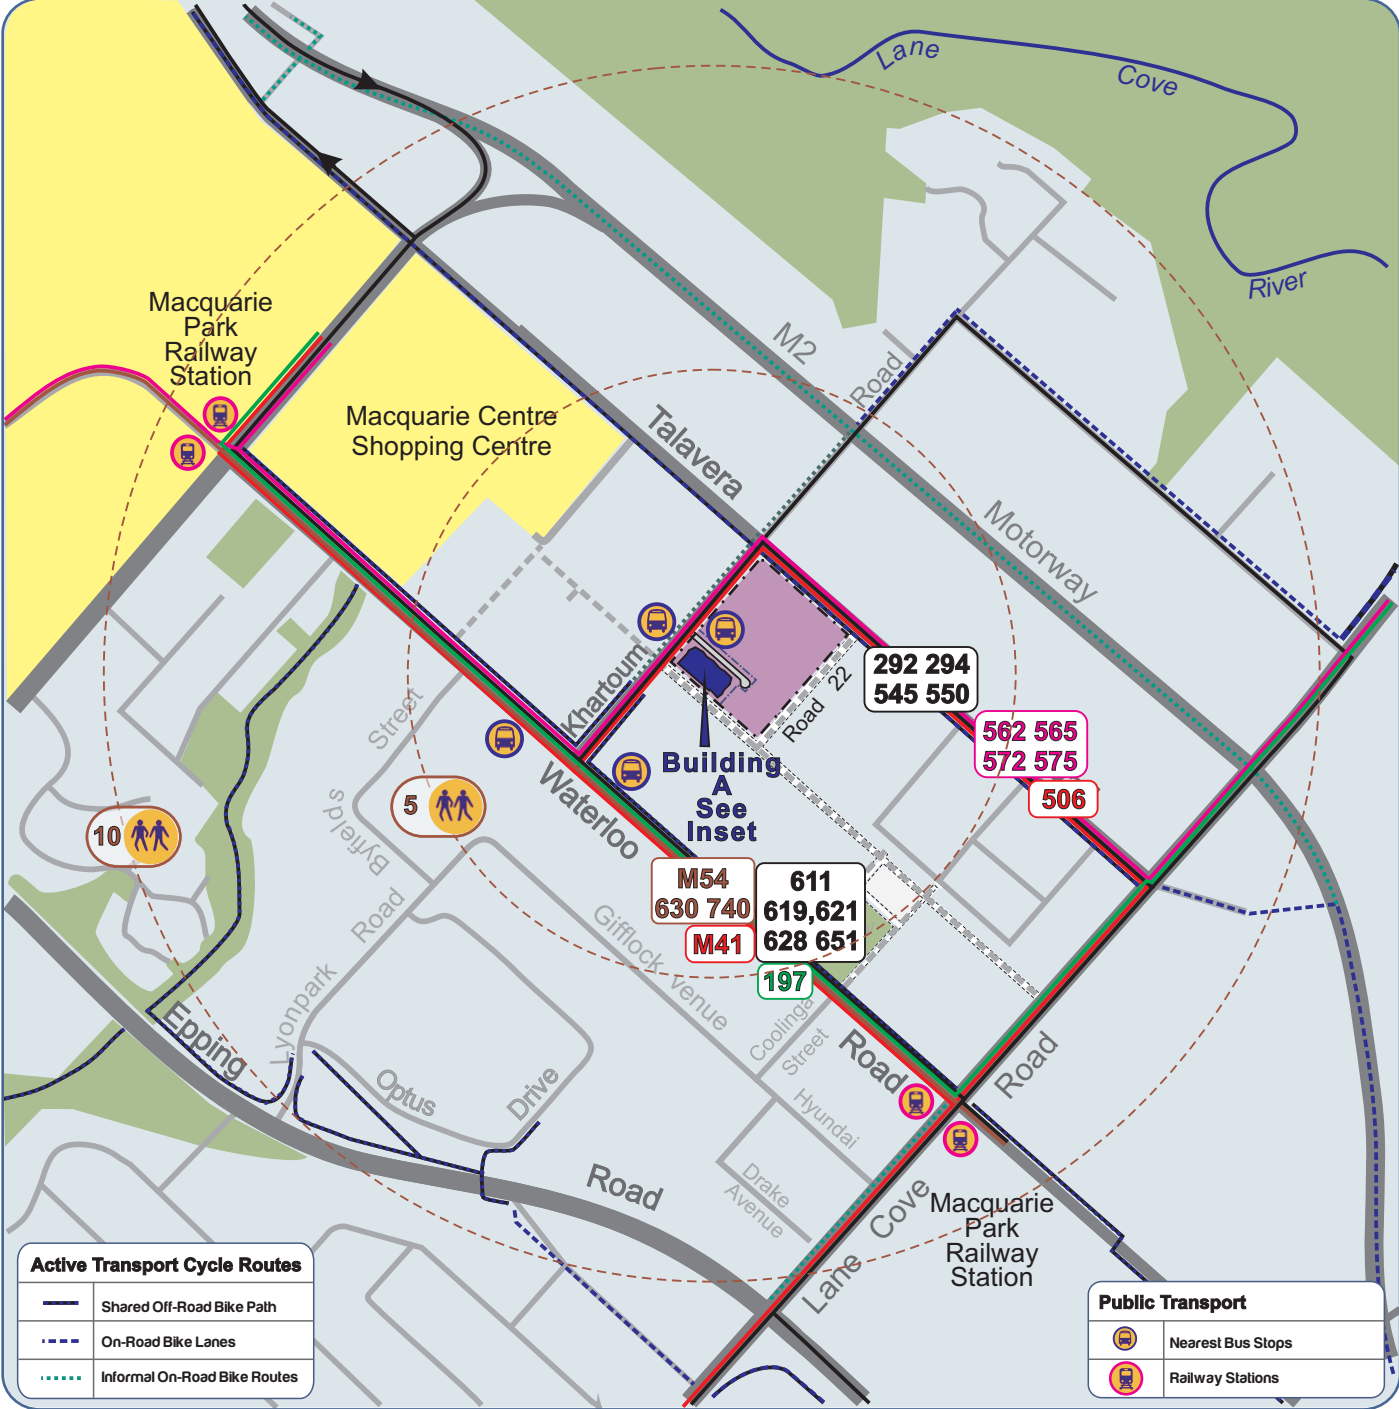 Lane
Cove
River
Macquarie
Park
Railway
Station
Macquarie Centre
Shopping Centre
M2
Road
Talavera
Motorway
Khartoum
Street
292 294
545 550
22
Road
562 565
572 575
506
Building
A
See
Inset
Waterloo
5
10
Byfield's
Road
M54
630 740
M41
611
619,621
628 651
197
Gifflock venue
Lyonpark
Coolinga
Street
Road
Road
Epping
Optus
Drive
Hyundai
Drake
Avenue
Road
Lane Cove
Macquarie
Park
Railway
Station
Active Transport Cycle Routes
Shared Off-Road Bike Path
On-Road Bike Lanes
Informal On-Road Bike Routes
Public Transport
Nearest Bus Stops
Railway Stations